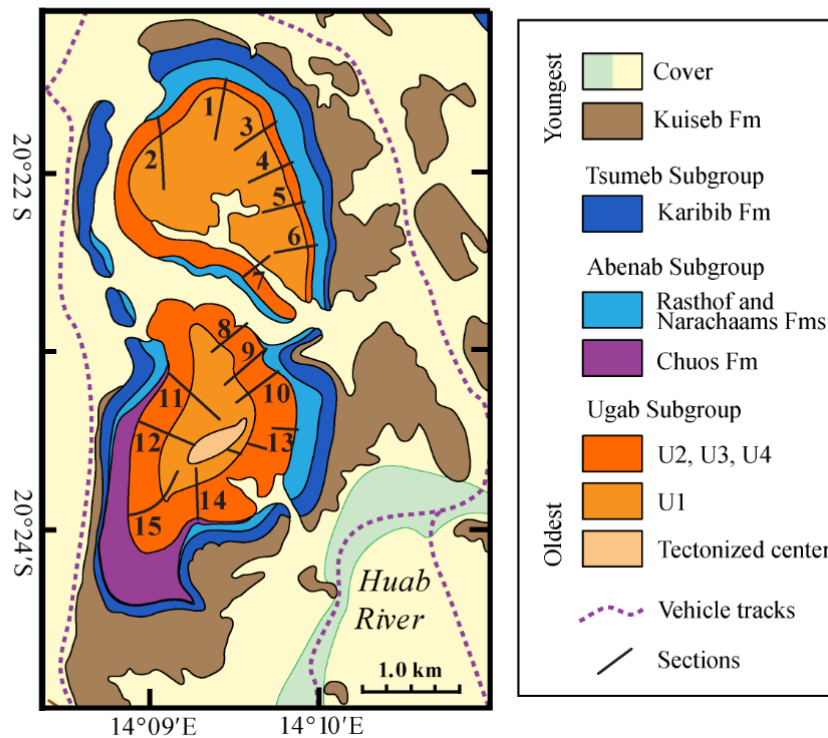 1
2
3
4
5
6
7
8
9
10
11
12
13
14
15
20°22 S
20°24′S
14°09′E
14°10′E
Huab
River
1.0 km
Youngest
Oldest
Cover
Kuiseb Fm
Tsumeb Subgroup
Karibib Fm
Abenab Subgroup
Rasthof and
Narachaams Fms
Chuos Fm
Ugab Subgroup
U2, U3, U4
U1
Tectonized center
Vehicle tracks
Sections